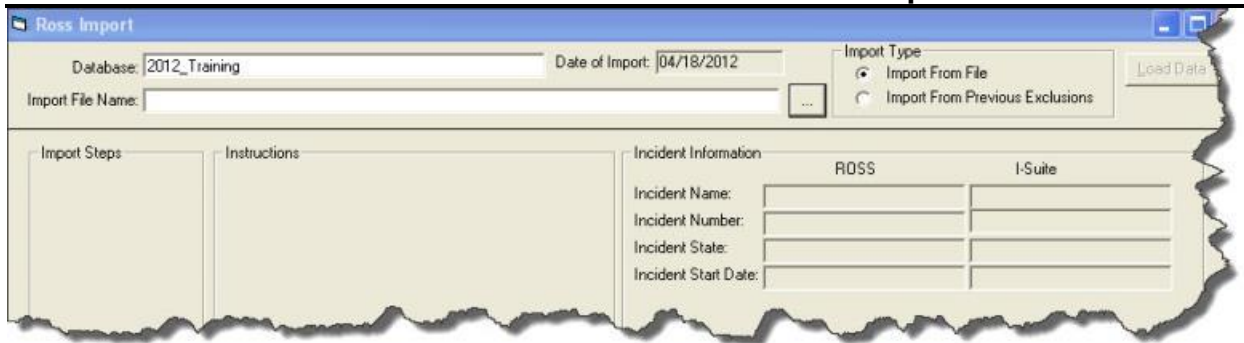 Ross Import
Database: 2012_Training Date of Import: 04/18/2012 Import Type
Import From File Load Data
Import File Name: ... Import From Previous Exclusions
Import Steps Instructions Incident Information
ROSS I-Suite
Incident Name:
Incident Number:
Incident State:
Incident Start Date: